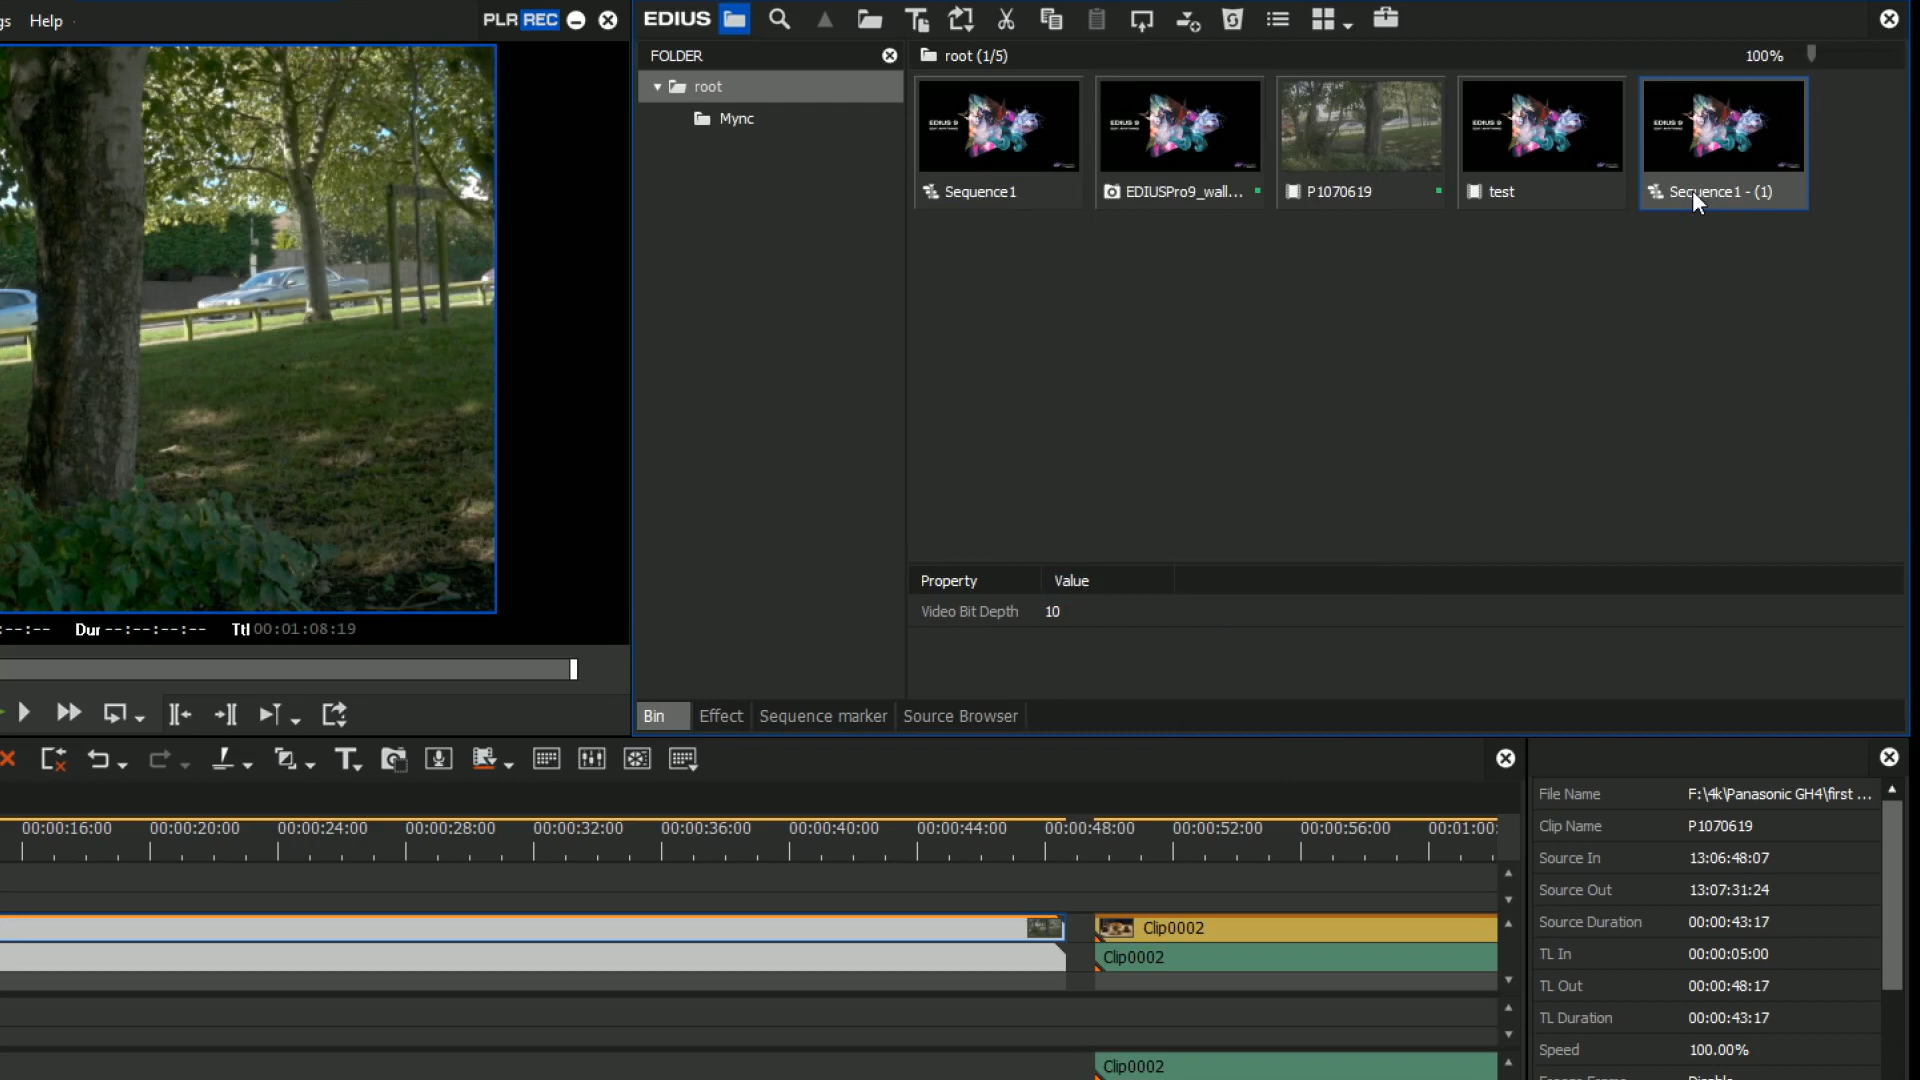 gs Help
PLR REC
EDIUS
FOLDER
root
Mync
root (1/5)
100%
Sequence1
EDIUSPro9_wall...
P1070619
test
Sequence1 - (1)
Property Value
Video Bit Depth 10
--:-- Dur --:--:--:-- Ttl 00:01:08:19
Bin Effect Sequence marker Source Browser
00:00:16:00 00:00:20:00 00:00:24:00 00:00:28:00 00:00:32:00 00:00:36:00 00:00:40:00 00:00:44:00 00:00:48:00 00:00:52:00 00:00:56:00 00:01:00:
Clip0002
Clip0002
Clip0002
File Name F:\4k\Panasonic GH4\first ...
Clip Name P1070619
Source In 13:06:48:07
Source Out 13:07:31:24
Source Duration 00:00:43:17
TL In 00:00:05:00
TL Out 00:00:48:17
TL Duration 00:00:43:17
Speed 100.00%